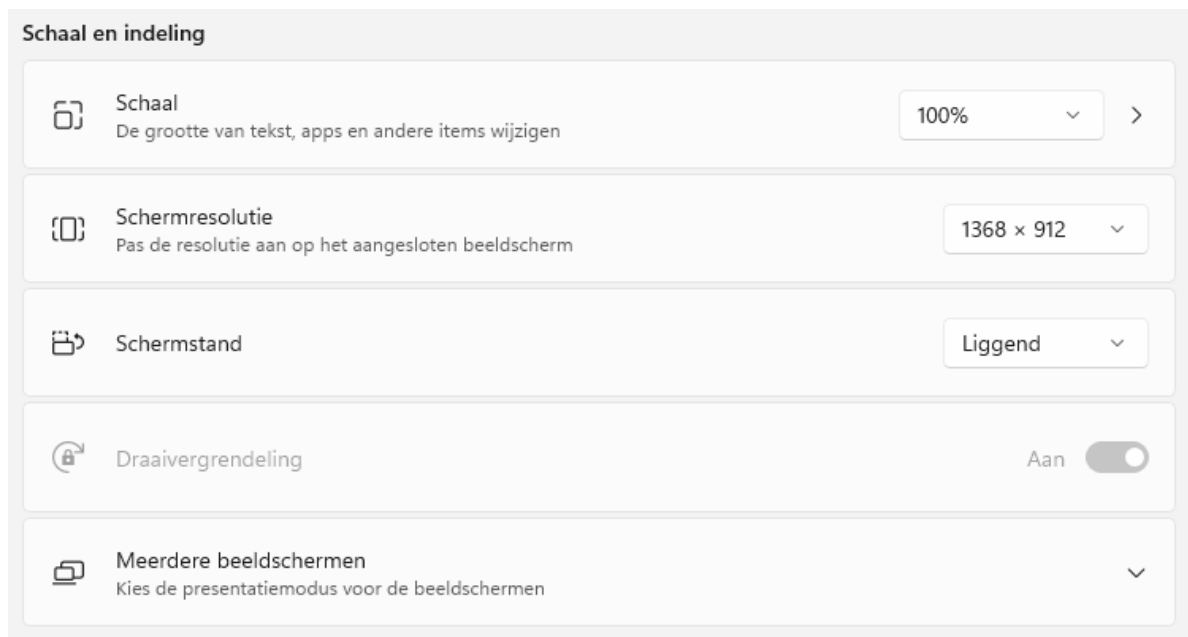 Schaal en indeling
Schaal
De grootte van tekst, apps en andere items wijzigen
100%
Schermresolutie
Pas de resolutie aan op het aangesloten beeldscherm
1368 × 912
Schermstand
Liggend
Draaivergrendeling
Aan
Meerdere beeldschermen
Kies de presentatiemodus voor de beeldschermen